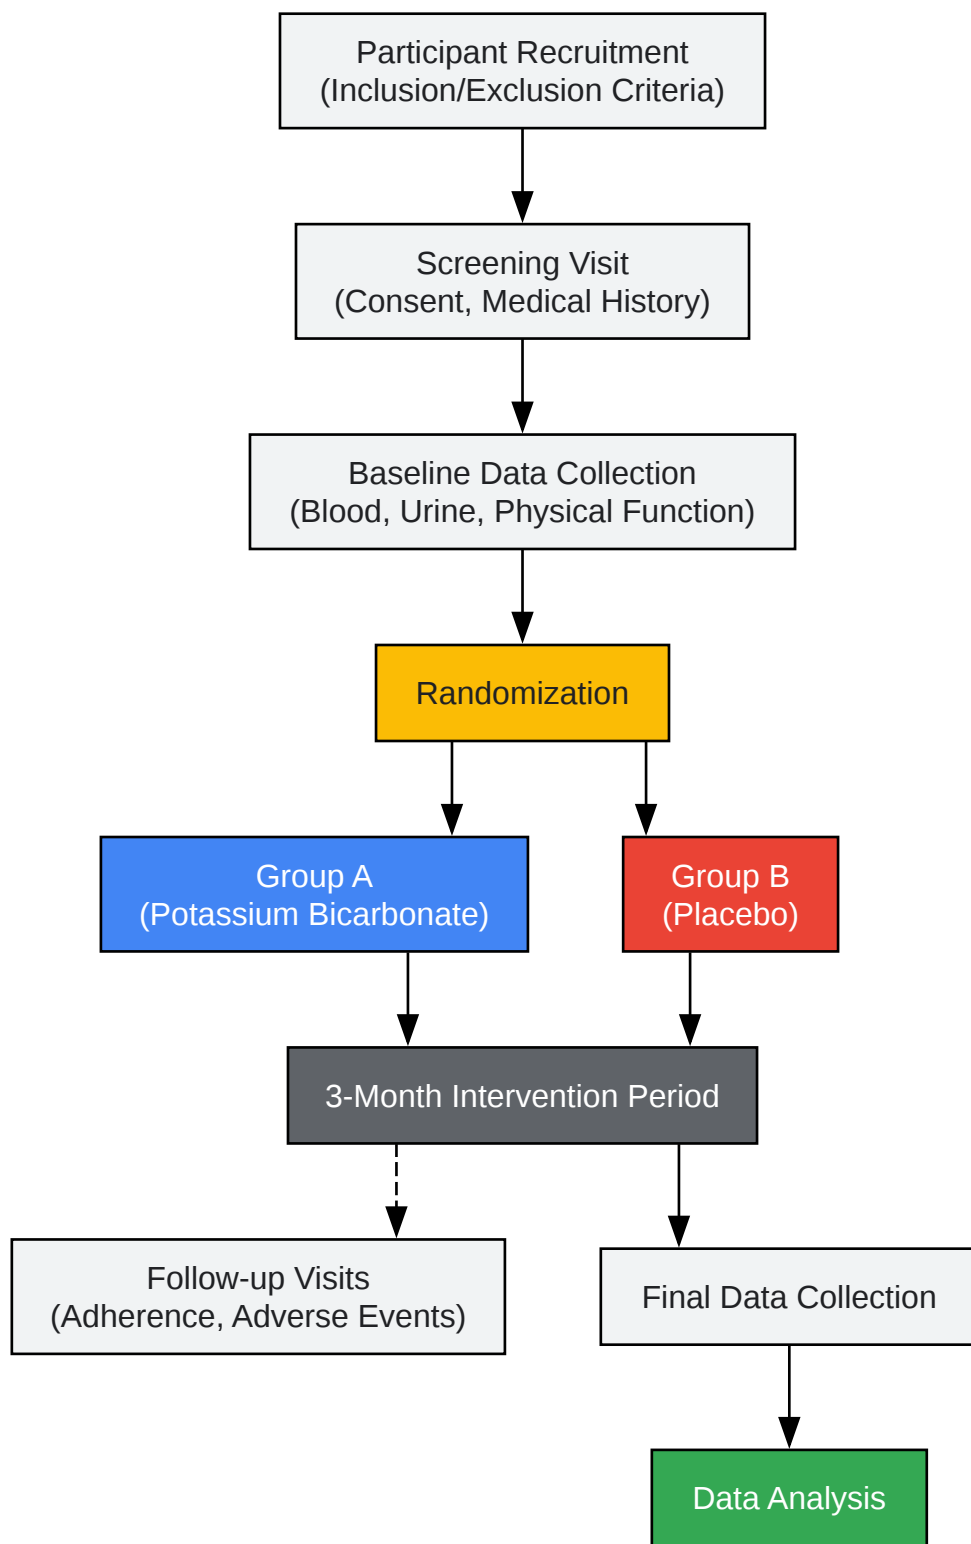 Participant Recruitment
(Inclusion/Exclusion Criteria)
Screening Visit
(Consent, Medical History)
Baseline Data Collection
(Blood, Urine, Physical Function)
Randomization
Group A
(Potassium Bicarbonate)
Group B
(Placebo)
3-Month Intervention Period
Follow-up Visits
(Adherence, Adverse Events)
Final Data Collection
Data Analysis